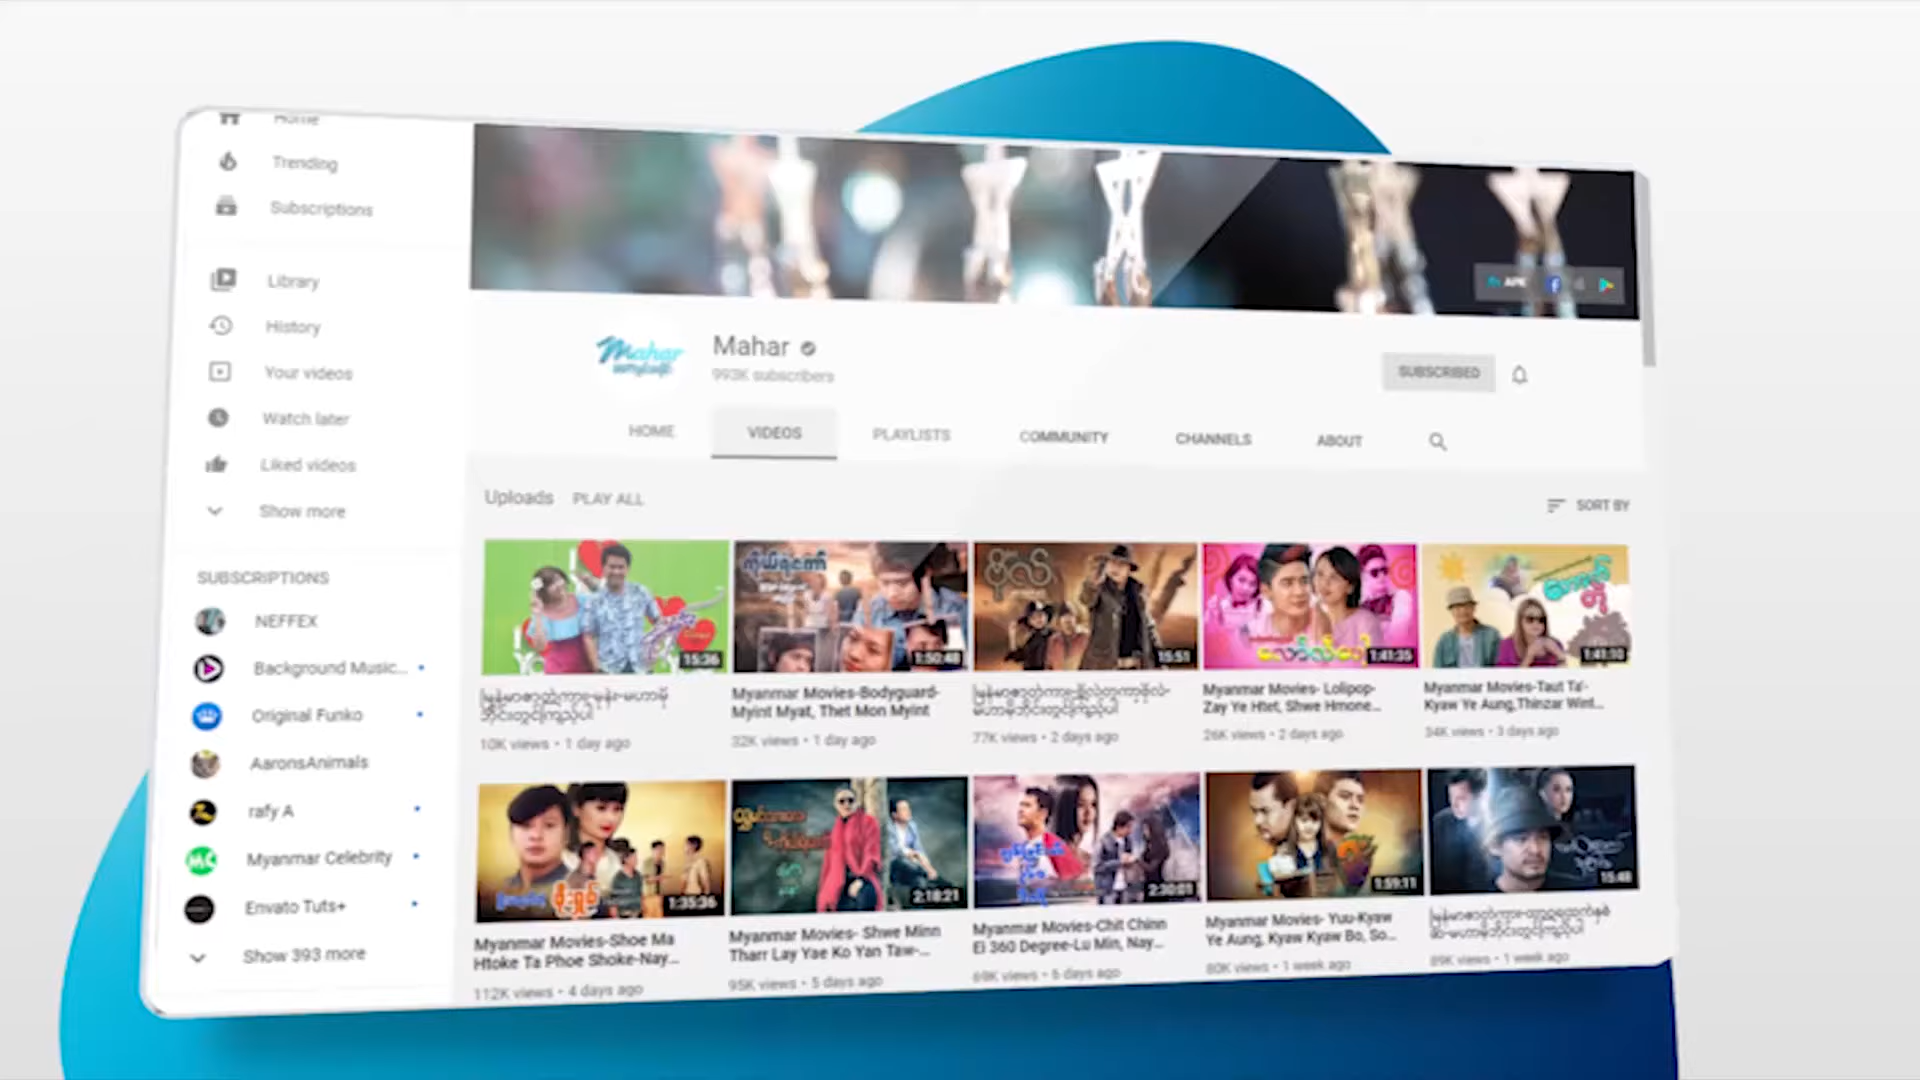 Home
Trending
Subscriptions
Library
History
Your videos
Watch later
Liked videos
Show more
SUBSCRIPTIONS
NEFFEX
Background Music...
Original Funko
AaronsAnimals
rafy A
Myanmar Celebrity
Envato Tuts+
Show 393 more
APK
Mahar
Mahar
993K subscribers
SUBSCRIBED
HOME VIDEOS PLAYLISTS COMMUNITY CHANNELS ABOUT
Uploads PLAY ALL
SORT BY
15:36
1:50:48
ဗိုလ်
15:51
1:41:35
1:41:10
Myanmar Movies-Bodyguard-
Myint Myat, Thet Mon Myint
Myanmar Movies- Lolipop-
Zay Ye Htet, Shwe Hmone...
Myanmar Movies-Taut Ta'-
Kyaw Ye Aung,Thinzar Wint...
10K views • 1 day ago
32K views • 1 day ago
77K views • 2 days ago
26K views • 2 days ago
34K views • 3 days ago
1:35:36
2:18:21
2:30:01
1:59:11
15:48
Myanmar Movies-Shoe Ma
Htoke Ta Phoe Shoke-Nay...
Myanmar Movies- Shwe Minn
Tharr Lay Yae Ko Yan Taw-...
Myanmar Movies-Chit Chinn
Ei 360 Degree-Lu Min, Nay...
Myanmar Movies- Yuu-Kyaw
Ye Aung, Kyaw Kyaw Bo, So...
112K views • 4 days ago
95K views • 5 days ago
69K views • 6 days ago
80K views • 1 week ago
89K views • 1 week ago